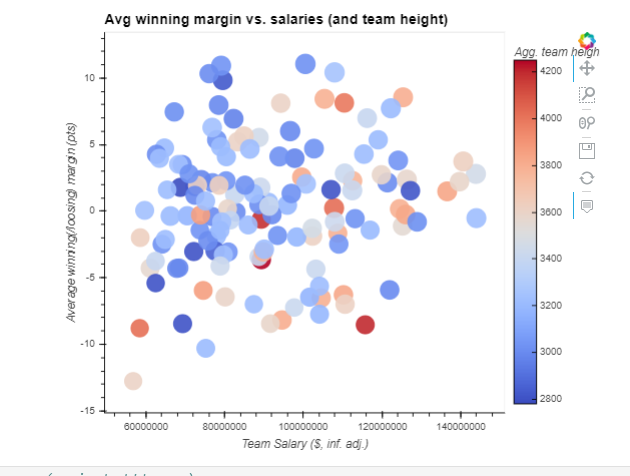 Avg winning margin vs. salaries (and team height)
Agg. team heigh
4200
4000
3800
3600
3400
3200
3000
2800
Average winning(/loosing) margin (pts)
10
5
0
-5
-10
-15
60000000 80000000 100000000 120000000 140000000
Team Salary ($, inf. adj.)